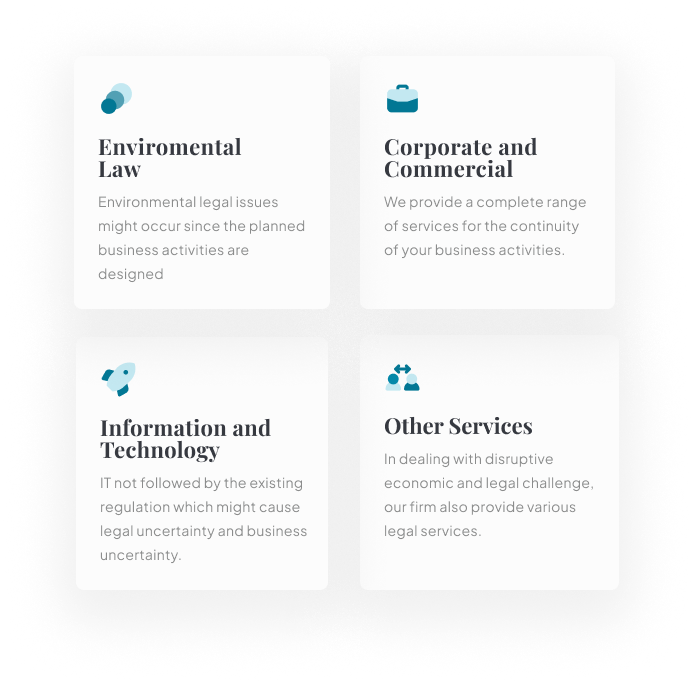 Enviromental
Law
Environmental legal issues
might occur since the planned
business activities are
designed
Corporate and
Commercial
We provide a complete range
of services for the continuity
of your business activities.
Information and
Technology
IT not followed by the existing
regulation which might cause
legal uncertainty and business
uncertainty.
Other Services
In dealing with disruptive
economic and legal challenge,
our firm also provide various
legal services.